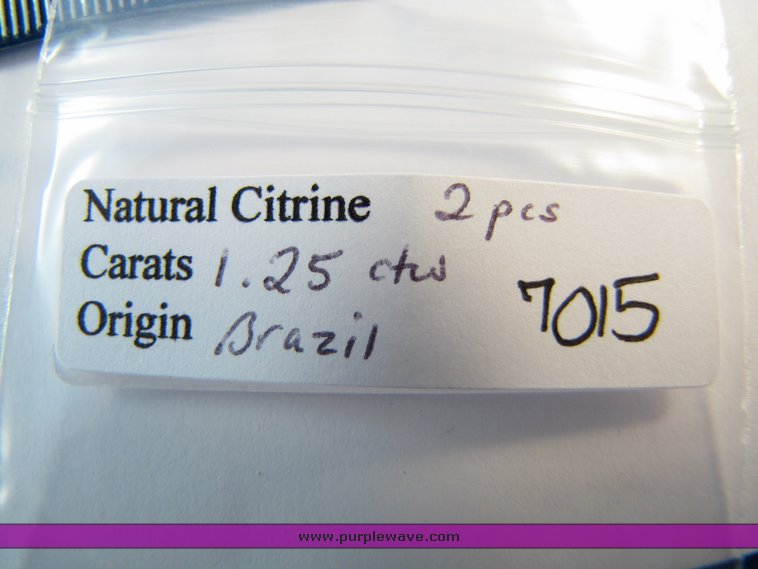 Natural Citrine 2 pcs
Carats 1.25 ctw
Origin Brazil 7015
www.purplewave.com